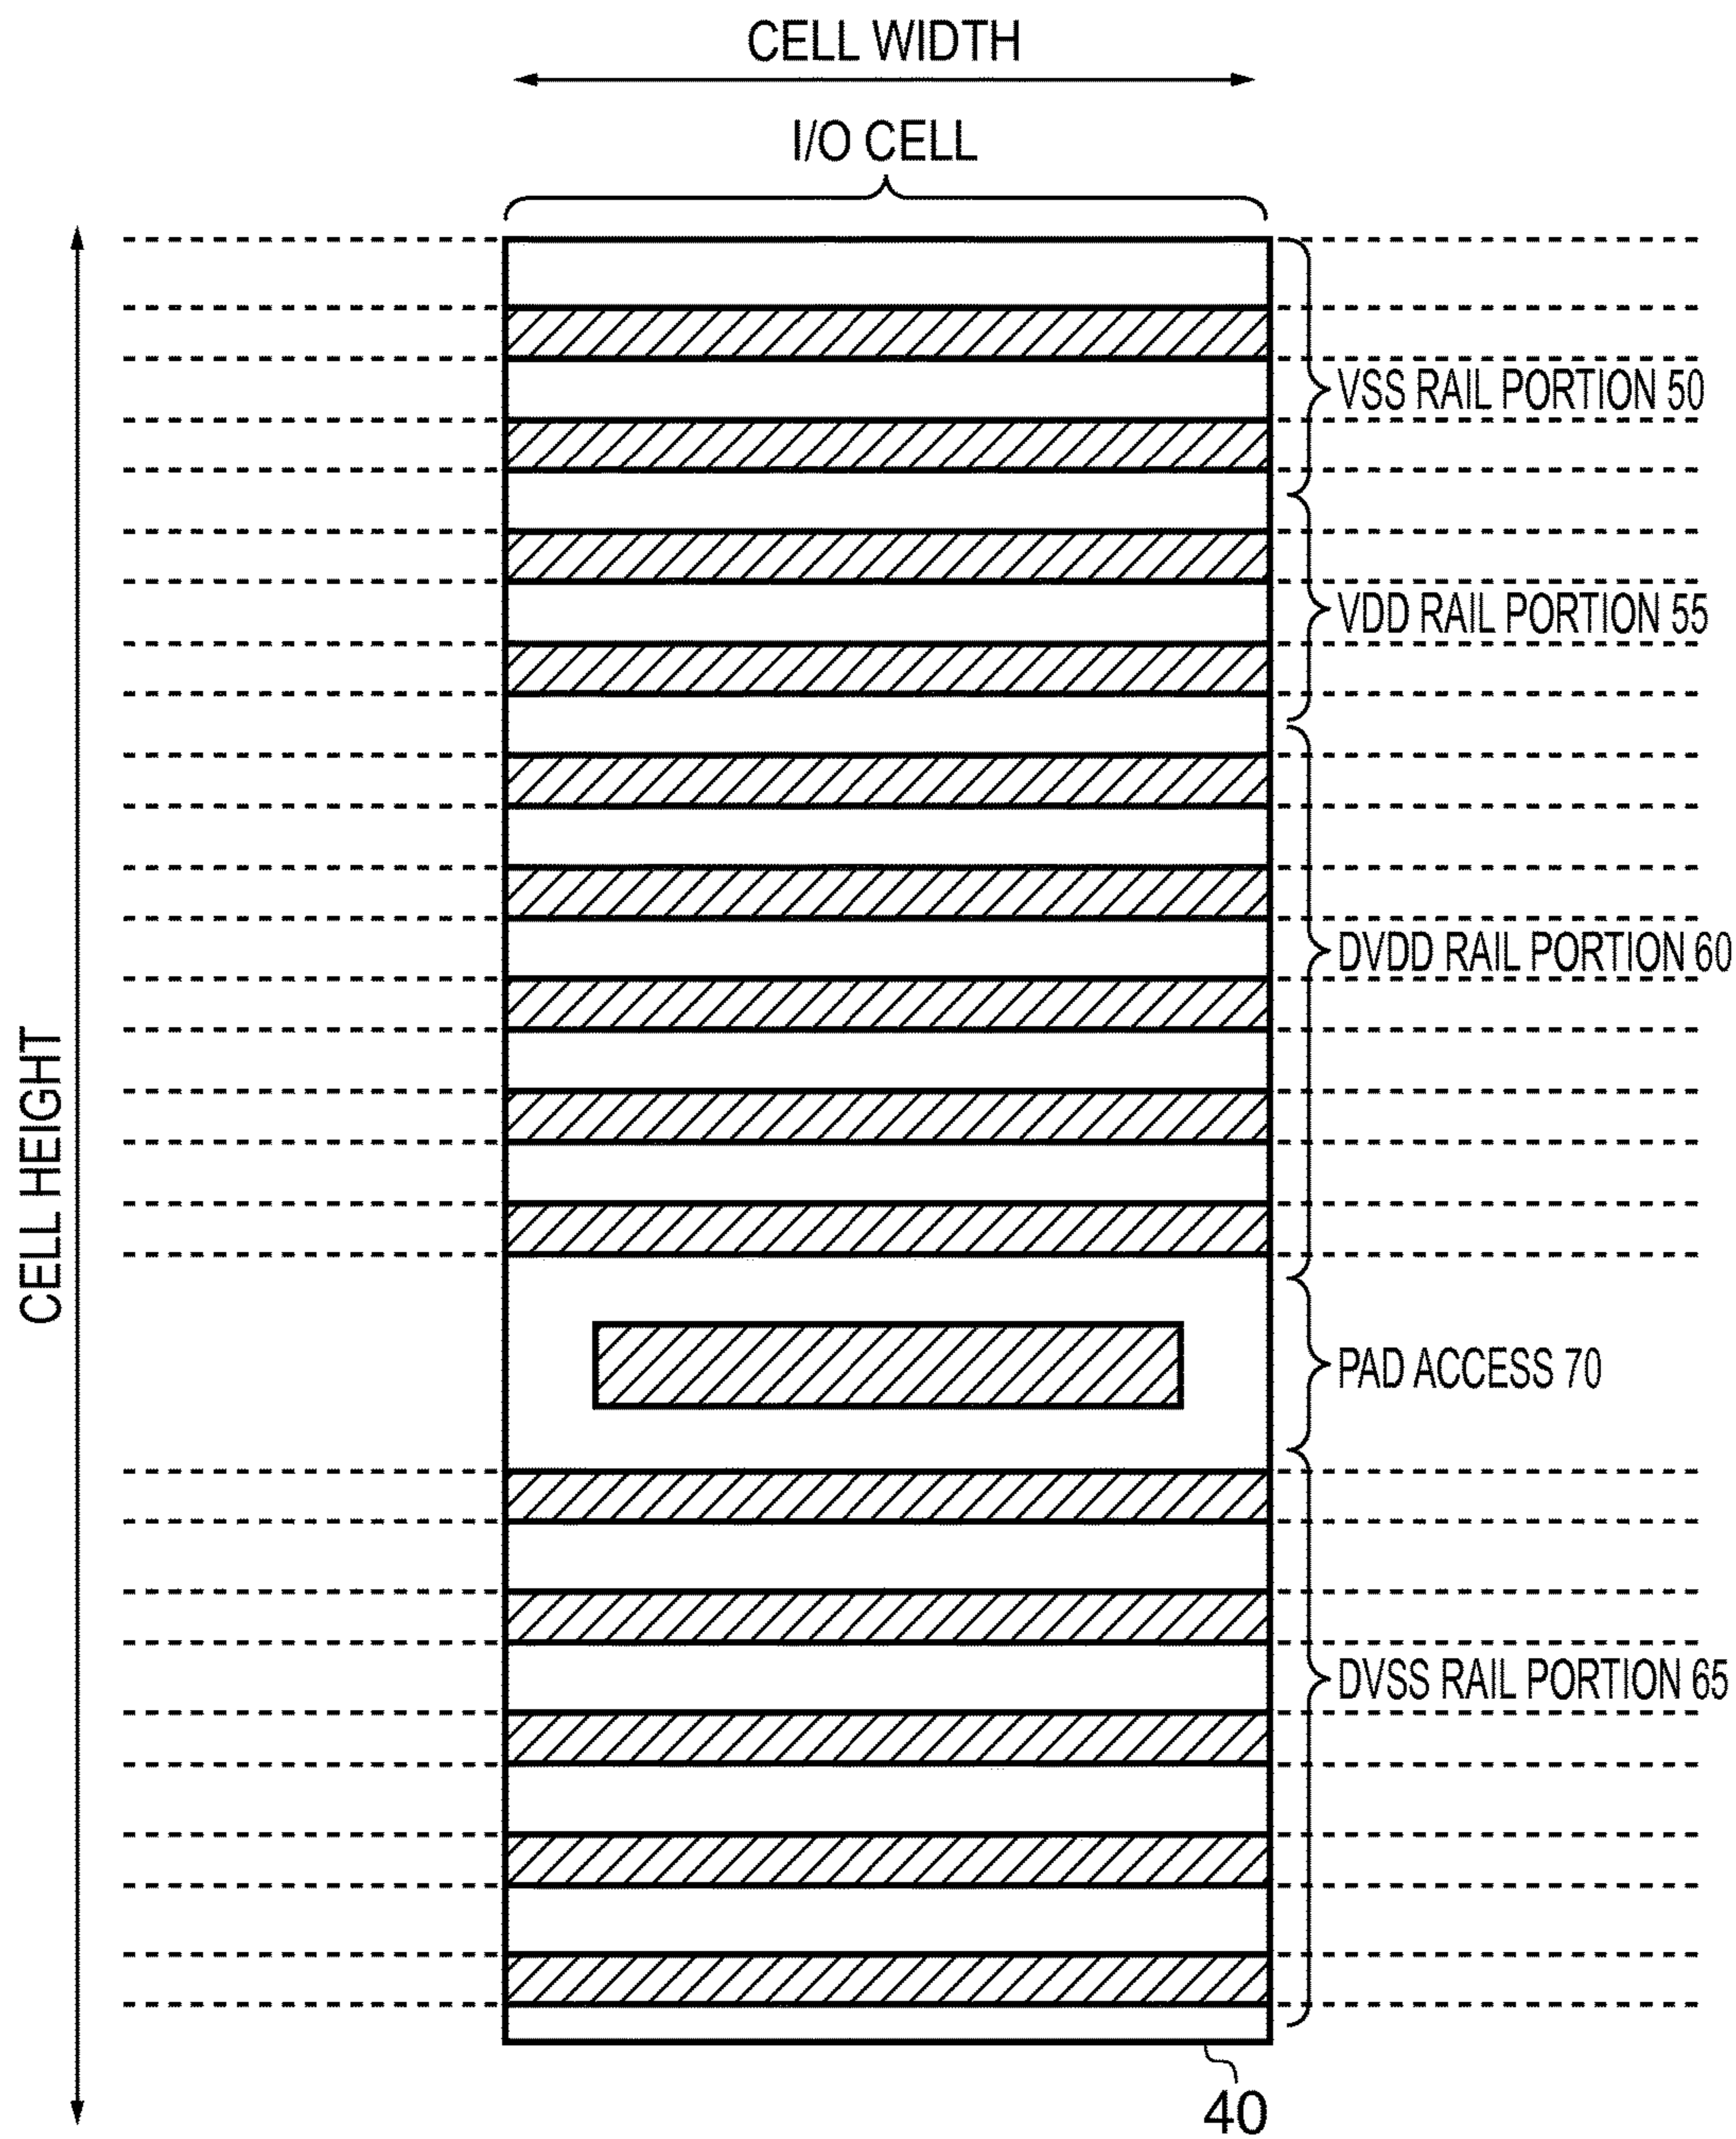 CELL WIDTH
I/O CELL
VSS RAIL PORTION 50
VDD RAIL PORTION 55
DVDD RAIL PORTION 60
CELL HEIGHT
PAD ACCESS 70
DVSS RAIL PORTION 65
40